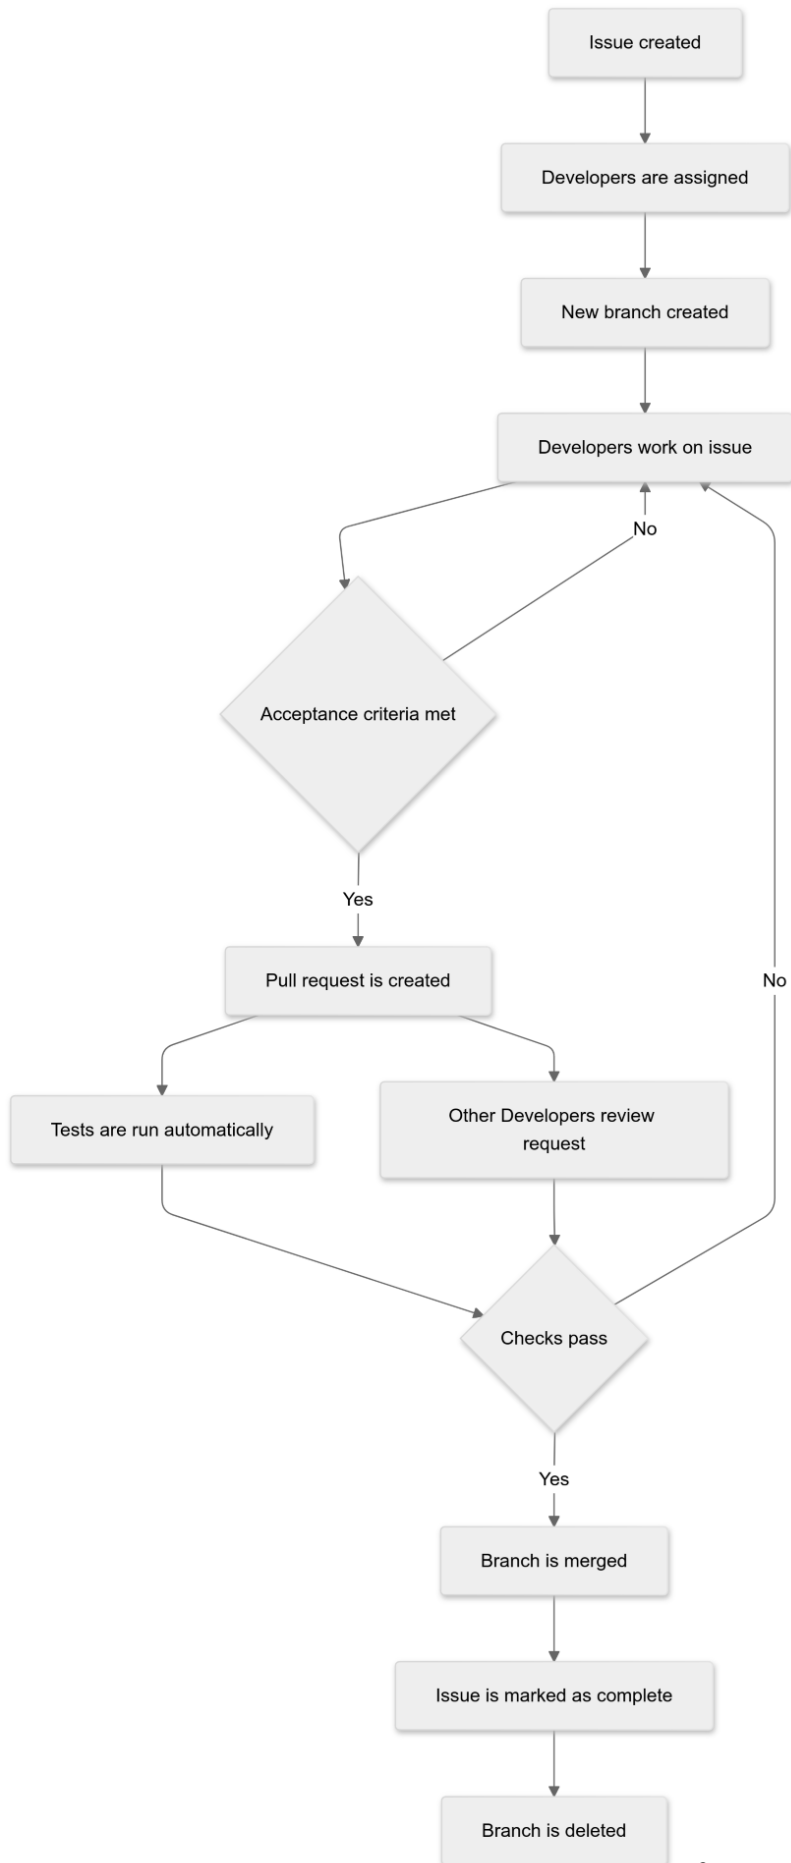 Issue created
Developers are assigned
New branch created
Developers work on issue
No
Acceptance criteria met
Yes
Pull request is created
No
Tests are run automatically
Other Developers review
request
Checks pass
Yes
Branch is merged
Issue is marked as complete
Branch is deleted